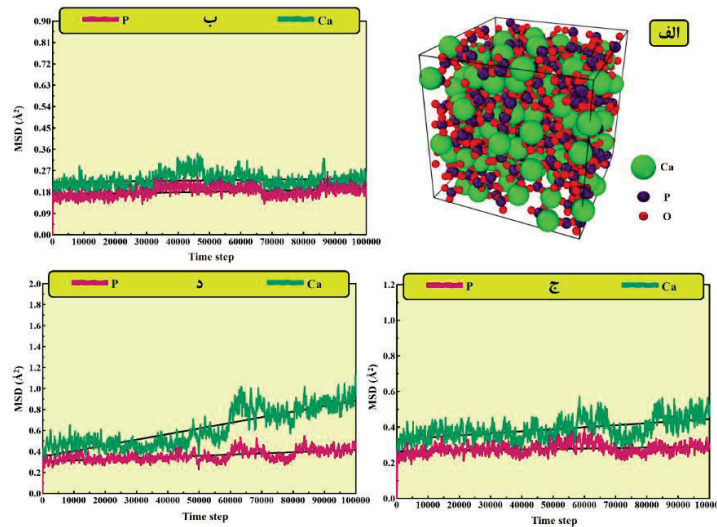 الف
Ca
P
O
P ب Ca
MSD (Å²)
0.90
0.81
0.72
0.63
0.54
0.45
0.36
0.27
0.18
0.09
0.00
0 10000 20000 30000 40000 50000 60000 70000 80000 90000 100000
Time step
P ج Ca
MSD (Å²)
1.2
1.0
0.8
0.6
0.4
0.2
0.0
0 10000 20000 30000 40000 50000 60000 70000 80000 90000 10000
Time step
P د Ca
MSD (Å²)
2.0
1.8
1.6
1.4
1.2
1.0
0.8
0.6
0.4
0.2
0.0
0 10000 20000 30000 40000 50000 60000 70000 80000 90000 100000
Time step